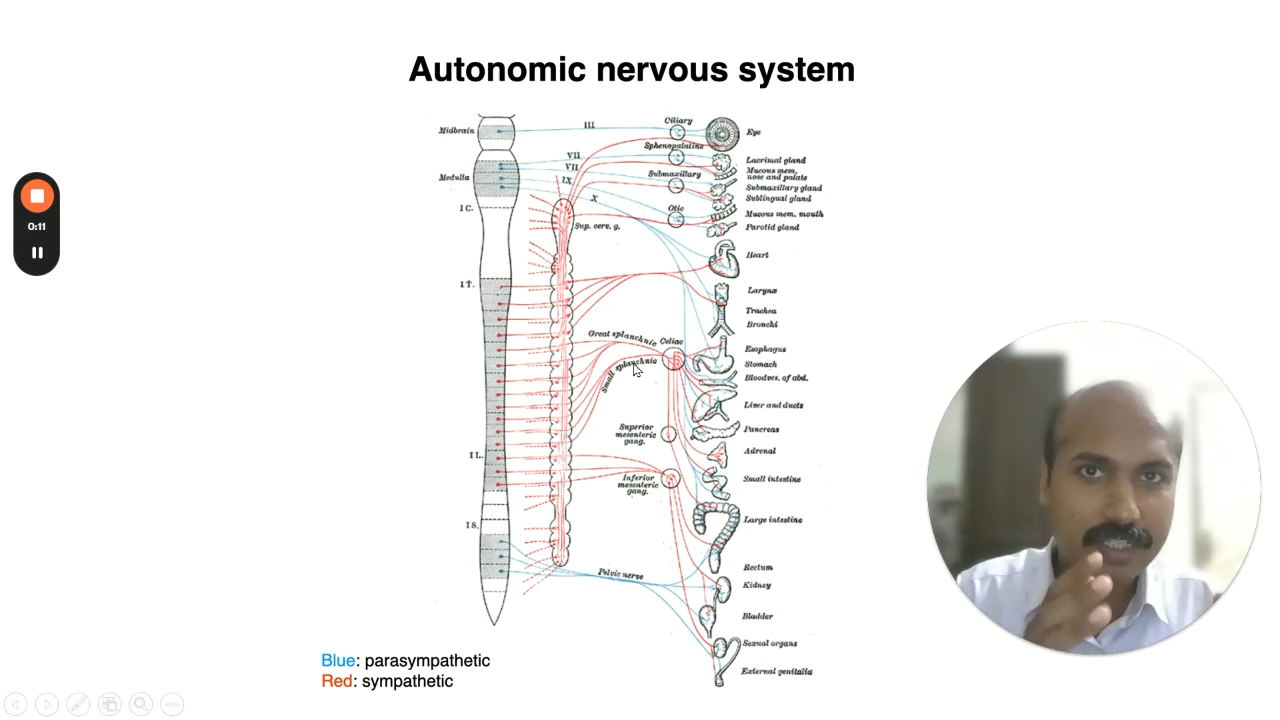 Autonomic nervous system
0:11
Midbrain
Medulla
I C.
I T.
I L.
I S.
III
VII
VII
IX
X
Sup. cerv. g.
Ciliary
Sphenopalatine
Submaxillary
Otic
Great splanchnic
Small splanchnic
Celiac
Superior
mesenteric
gang.
Inferior
mesenteric
gang.
Pelvic nerve
Eye
Lacrimal gland
Mucous mem.
nose and palate
Submaxillary gland
Sublingual gland
Mucous mem. mouth
Parotid gland
Heart
Larynx
Trachea
Bronchi
Esophagus
Stomach
Bloodves. of abd.
Liver and ducts
Pancreas
Adrenal
Small intestine
Large intestine
Rectum
Kidney
Bladder
Sexual organs
External genitalia
Blue: parasympathetic
Red: sympathetic